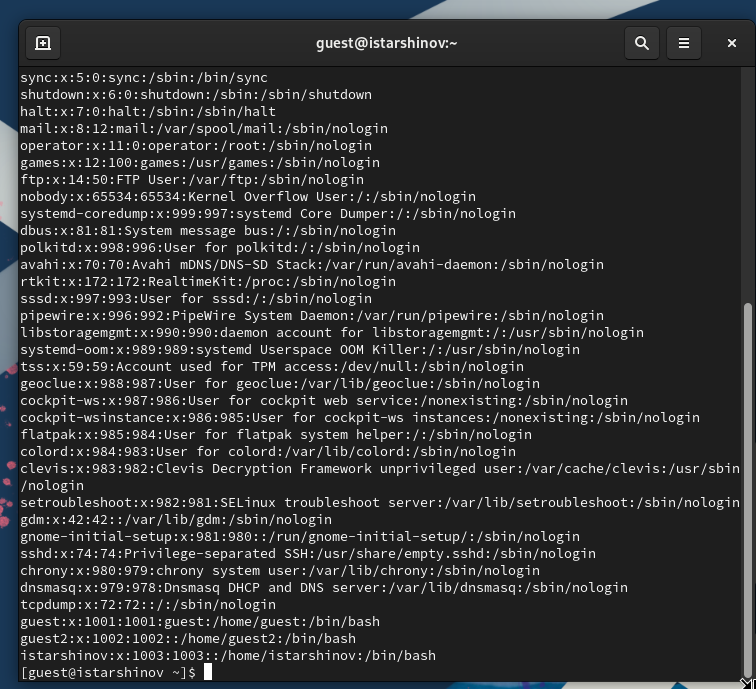 guest@istarshinov:~
sync:x:5:0:sync:/sbin:/bin/sync
shutdown:x:6:0:shutdown:/sbin:/sbin/shutdown
halt:x:7:0:halt:/sbin:/sbin/halt
mail:x:8:12:mail:/var/spool/mail:/sbin/nologin
operator:x:11:0:operator:/root:/sbin/nologin
games:x:12:100:games:/usr/games:/sbin/nologin
ftp:x:14:50:FTP User:/var/ftp:/sbin/nologin
nobody:x:65534:65534:Kernel Overflow User:/:/sbin/nologin
systemd-coredump:x:999:997:systemd Core Dumper:/:/sbin/nologin
dbus:x:81:81:System message bus:/:/sbin/nologin
polkitd:x:998:996:User for polkitd:/:/sbin/nologin
avahi:x:70:70:Avahi mDNS/DNS-SD Stack:/var/run/avahi-daemon:/sbin/nologin
rtkit:x:172:172:RealtimeKit:/proc:/sbin/nologin
sssd:x:997:993:User for sssd:/:/sbin/nologin
pipewire:x:996:992:PipeWire System Daemon:/var/run/pipewire:/sbin/nologin
libstoragemgmt:x:990:990:daemon account for libstoragemgmt:/:/usr/sbin/nologin
systemd-oom:x:989:989:systemd Userspace OOM Killer:/:/usr/sbin/nologin
tss:x:59:59:Account used for TPM access:/dev/null:/sbin/nologin
geoclue:x:988:987:User for geoclue:/var/lib/geoclue:/sbin/nologin
cockpit-ws:x:987:986:User for cockpit web service:/nonexisting:/sbin/nologin
cockpit-wsinstance:x:986:985:User for cockpit-ws instances:/nonexisting:/sbin/nologin
flatpak:x:985:984:User for flatpak system helper:/:/sbin/nologin
colord:x:984:983:User for colord:/var/lib/colord:/sbin/nologin
clevis:x:983:982:Clevis Decryption Framework unprivileged user:/var/cache/clevis:/usr/sbin
/nologin
setroubleshoot:x:982:981:SELinux troubleshoot server:/var/lib/setroubleshoot:/sbin/nologin
gdm:x:42:42::/var/lib/gdm:/sbin/nologin
gnome-initial-setup:x:981:980::/run/gnome-initial-setup/:/sbin/nologin
sshd:x:74:74:Privilege-separated SSH:/usr/share/empty.sshd:/sbin/nologin
chrony:x:980:979:chrony system user:/var/lib/chrony:/sbin/nologin
dnsmasq:x:979:978:Dnsmasq DHCP and DNS server:/var/lib/dnsmasq:/sbin/nologin
tcpdump:x:72:72::/:/sbin/nologin
guest:x:1001:1001:guest:/home/guest:/bin/bash
guest2:x:1002:1002::/home/guest2:/bin/bash
istarshinov:x:1003:1003::/home/istarshinov:/bin/bash
[guest@istarshinov ~]$